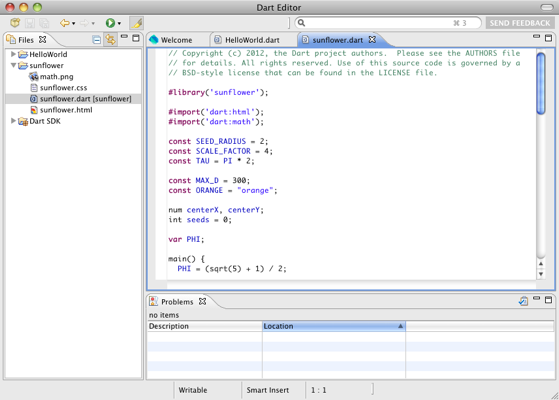 Dart Editor
⌘ 3
SEND FEEDBACK
Files
Welcome
HelloWorld.dart
sunflower.dart
HelloWorld
sunflower
math.png
sunflower.css
sunflower.dart [sunflower]
sunflower.html
Dart SDK
// Copyright (c) 2012, the Dart project authors.  Please see the AUTHORS file
// for details. All rights reserved. Use of this source code is governed by a
// BSD-style license that can be found in the LICENSE file.
#library('sunflower');
#import('dart:html');
#import('dart:math');
const SEED_RADIUS = 2;
const SCALE_FACTOR = 4;
const TAU = PI * 2;
const MAX_D = 300;
const ORANGE = "orange";
num centerX, centerY;
int seeds = 0;
var PHI;
main() {
  PHI = (sqrt(5) + 1) / 2;
Problems
no items
Description
Location
Writable
Smart Insert
1 : 1